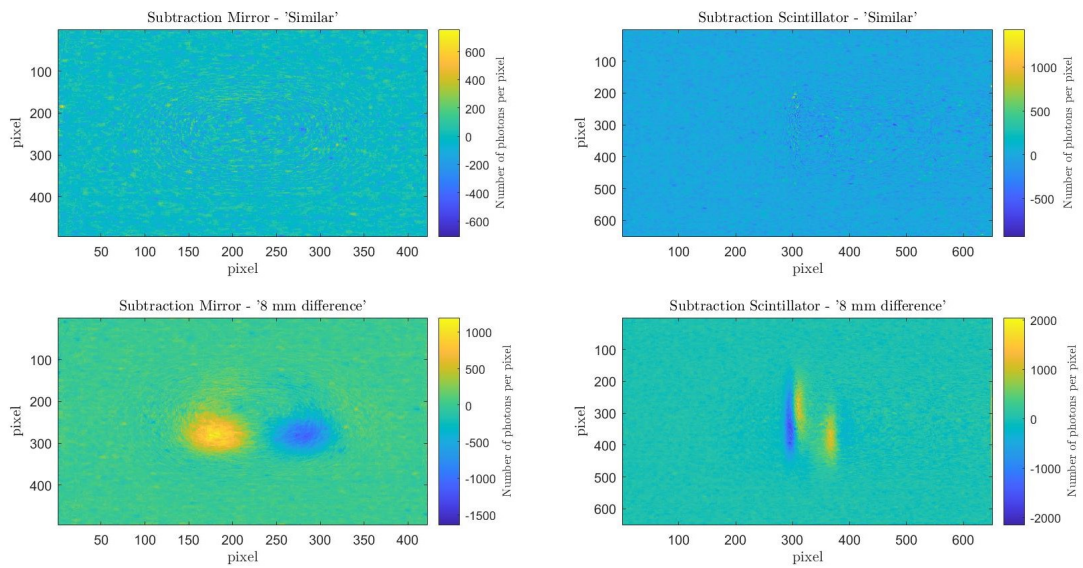 Subtraction Mirror - 'Similar'
pixel
100
200
300
400
50 100 150 200 250 300 350 400
pixel
600
400
200
0
-200
-400
-600
Number of photons per pixel
Subtraction Scintillator - 'Similar'
pixel
100
200
300
400
500
600
100 200 300 400 500 600
pixel
1000
500
0
-500
Number of photons per pixel
Subtraction Mirror - '8 mm difference'
pixel
100
200
300
400
50 100 150 200 250 300 350 400
pixel
1000
500
0
-500
-1000
-1500
Number of photons per pixel
Subtraction Scintillator - '8 mm difference'
pixel
100
200
300
400
500
600
100 200 300 400 500 600
pixel
2000
1000
0
-1000
-2000
Number of photons per pixel